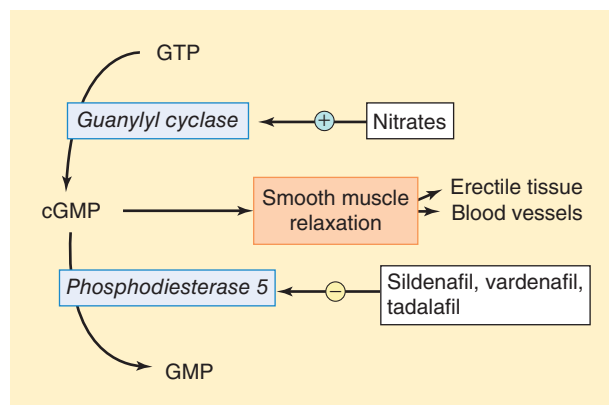 GTP
Guanylyl cyclase
+
Nitrates
cGMP
Smooth muscle
relaxation
Erectile tissue
Blood vessels
Phosphodiesterase 5
−
Sildenafil, vardenafil,
tadalafil
GMP